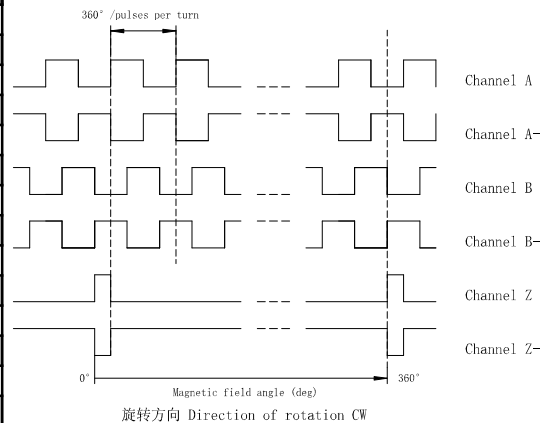 360° /pulses per turn
Channel A
Channel A-
Channel B
Channel B-
Channel Z
Channel Z-
0°
360°
Magnetic field angle (deg)
旋转方向 Direction of rotation CW